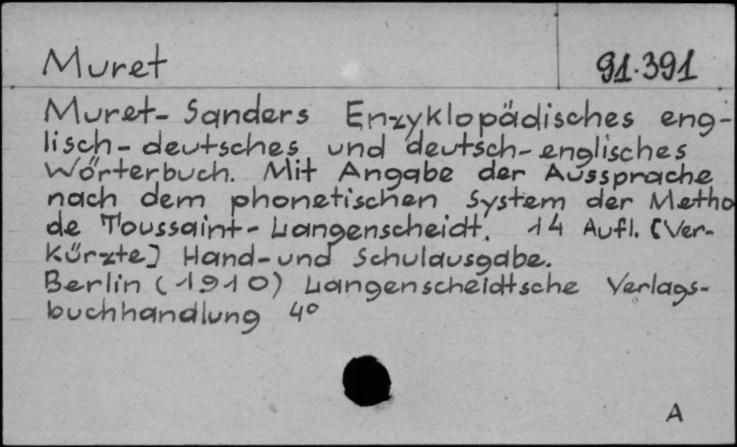 Muret 91.391
Muret-Sanders Enzyklopädisches eng-
lisch-deutsches und deutsch-englisches
Wörterbuch. Mit Angabe der Aussprache
nach dem phonetischen System der Metho
de Toussaint-Langenscheidt. 14 Aufl. [Ver-
kürzte] Hand- und Schulausgabe.
Berlin (1910) Langenscheidtsche Verlags-
buchhandlung 4°
A